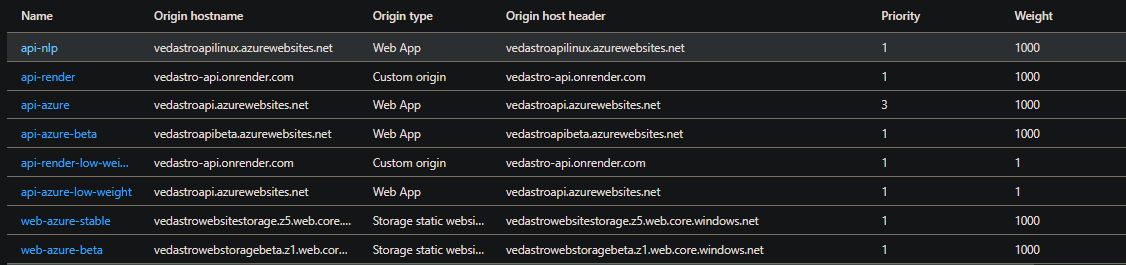 Name Origin hostname Origin type Origin host header Priority Weight
api-nlp vedastroapilinux.azurewebsites.net Web App vedastroapilinux.azurewebsites.net 1 1000
api-render vedastro-api.onrender.com Custom origin vedastro-api.onrender.com 1 1000
api-azure vedastroapi.azurewebsites.net Web App vedastroapi.azurewebsites.net 3 1000
api-azure-beta vedastroapibeta.azurewebsites.net Web App vedastroapibeta.azurewebsites.net 1 1000
api-render-low-wei... vedastro-api.onrender.com Custom origin vedastro-api.onrender.com 1 1
api-azure-low-weight vedastroapi.azurewebsites.net Web App vedastroapi.azurewebsites.net 1 1
web-azure-stable vedastrowebsitestorage.z5.web.core.... Storage static websi... vedastrowebsitestorage.z5.web.core.windows.net 1 1000
web-azure-beta vedastrowebstoragebeta.z1.web.cor... Storage static websi... vedastrowebstoragebeta.z1.web.core.windows.net 1 1000